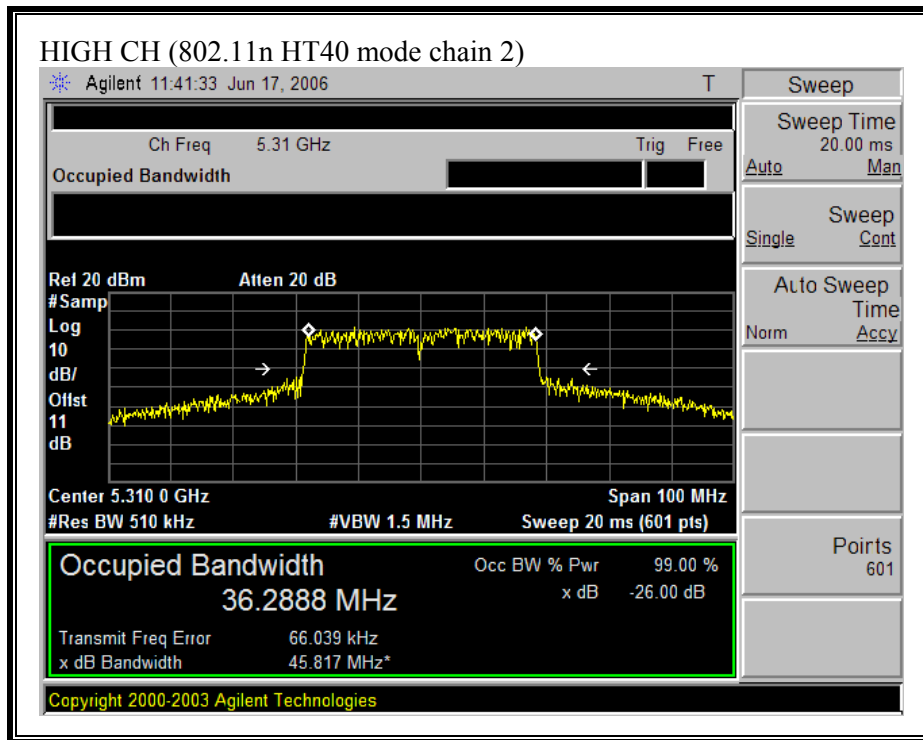 HIGH CH (802.11n HT40 mode chain 2)
Agilent 11:41:33 Jun 17, 2006 T
Sweep
Ch Freq 5.31 GHz Trig Free
Occupied Bandwidth
Sweep Time
20.00 ms
Auto Man
Sweep
Single Cont
Auto Sweep
Time
Norm Accy
Ref 20 dBm Atten 20 dB
#Samp
Log
10
dB/
Offst
11
dB
Center 5.310 0 GHz Span 100 MHz
#Res BW 510 kHz #VBW 1.5 MHz Sweep 20 ms (601 pts)
Points
601
Occupied Bandwidth
36.2888 MHz
Occ BW % Pwr 99.00 %
x dB -26.00 dB
Transmit Freq Error 66.039 kHz
x dB Bandwidth 45.817 MHz*
Copyright 2000-2003 Agilent Technologies